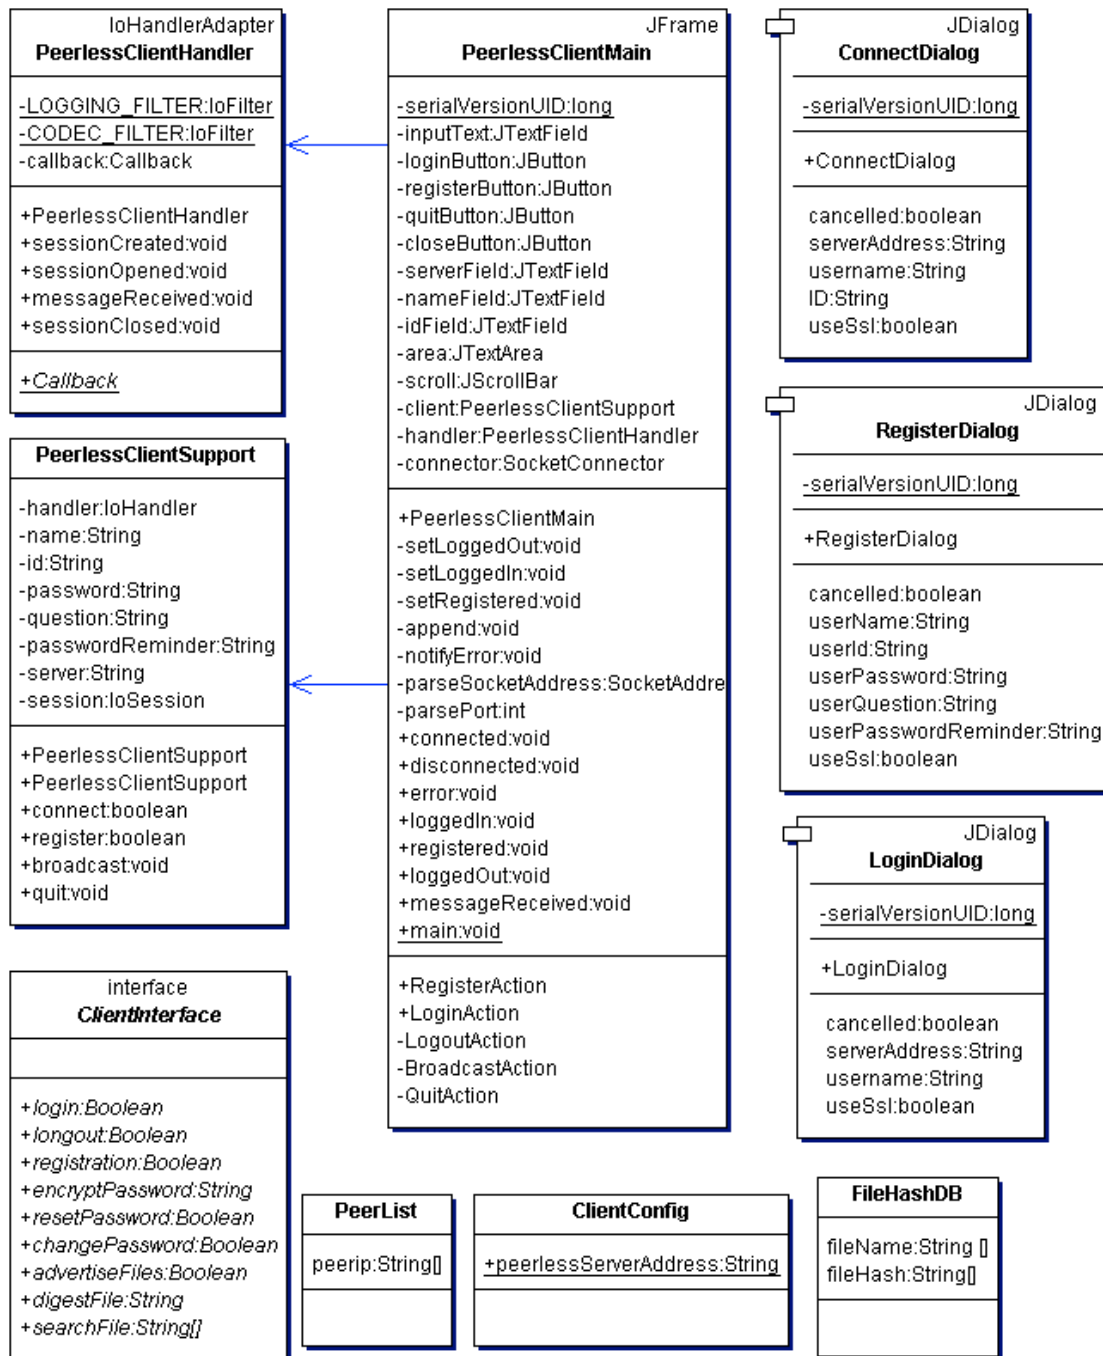 IoHandlerAdapter
PeerlessClientHandler
-LOGGING_FILTER:IoFilter
-CODEC_FILTER:IoFilter
-callback:Callback
+PeerlessClientHandler
+sessionCreated:void
+sessionOpened:void
+messageReceived:void
+sessionClosed:void
+Callback
PeerlessClientSupport
-handler:IoHandler
-name:String
-id:String
-password:String
-question:String
-passwordReminder:String
-server:String
-session:IoSession
+PeerlessClientSupport
+PeerlessClientSupport
+connect:boolean
+register:boolean
+broadcast:void
+quit:void
interface
ClientInterface
+login:Boolean
+longout:Boolean
+registration:Boolean
+encryptPassword:String
+resetPassword:Boolean
+changePassword:Boolean
+advertiseFiles:Boolean
+digestFile:String
+searchFile:String[]
JFrame
PeerlessClientMain
-serialVersionUID:long
-inputText:JTextField
-loginButton:JButton
-registerButton:JButton
-quitButton:JButton
-closeButton:JButton
-serverField:JTextField
-nameField:JTextField
-idField:JTextField
-area:JTextArea
-scroll:JScrollBar
-client:PeerlessClientSupport
-handler:PeerlessClientHandler
-connector:SocketConnector
+PeerlessClientMain
-setLoggedOut:void
-setLoggedIn:void
-setRegistered:void
-append:void
-notifyError:void
-parseSocketAddress:SocketAddre
-parsePort:int
+connected:void
+disconnected:void
+error:void
+loggedIn:void
+registered:void
+loggedOut:void
+messageReceived:void
+main:void
+RegisterAction
+LoginAction
-LogoutAction
-BroadcastAction
-QuitAction
PeerList
peerip:String[]
ClientConfig
+peerlessServerAddress:String
JDialog
ConnectDialog
-serialVersionUID:long
+ConnectDialog
cancelled:boolean
serverAddress:String
username:String
ID:String
useSsl:boolean
JDialog
RegisterDialog
-serialVersionUID:long
+RegisterDialog
cancelled:boolean
userName:String
userId:String
userPassword:String
userQuestion:String
userPasswordReminder:String
useSsl:boolean
JDialog
LoginDialog
-serialVersionUID:long
+LoginDialog
cancelled:boolean
serverAddress:String
username:String
useSsl:boolean
FileHashDB
fileName:String []
fileHash:String[]